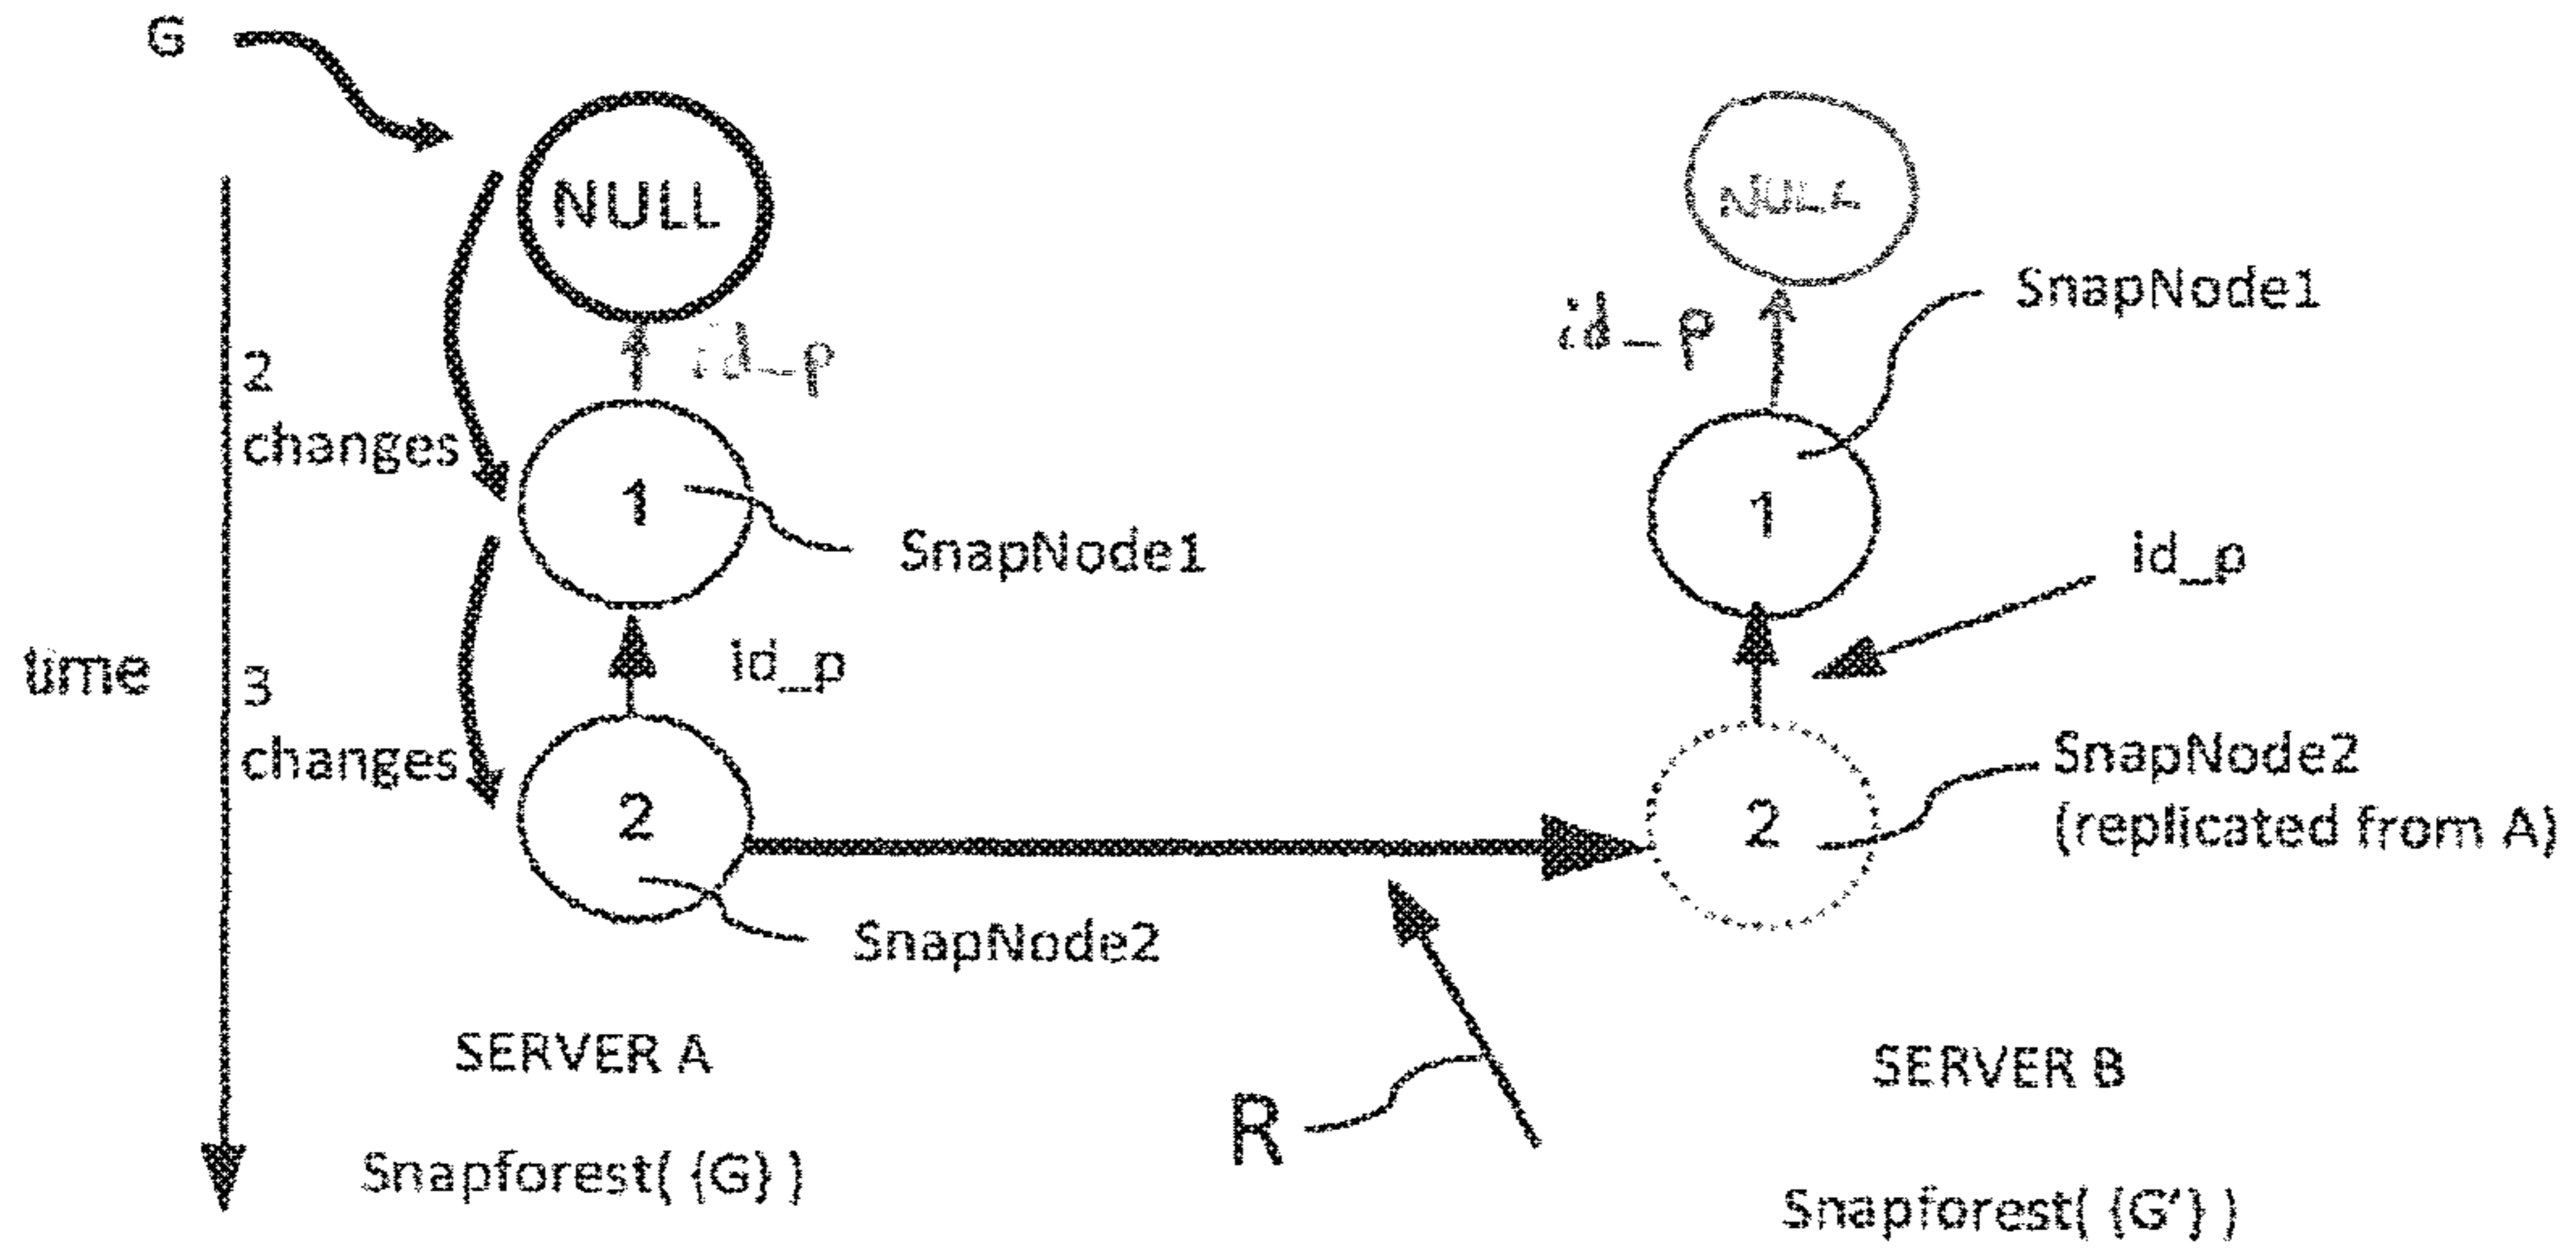 G
NULL
NULL
id_p
id_p
SnapNode1
2
changes
1
1
SnapNode1
id_p
time
3
changes
id_p
2
2
SnapNode2
(replicated from A)
SnapNode2
SERVER A
SERVER B
R
Snapforest( {G} )
Snapforest( {G'} )